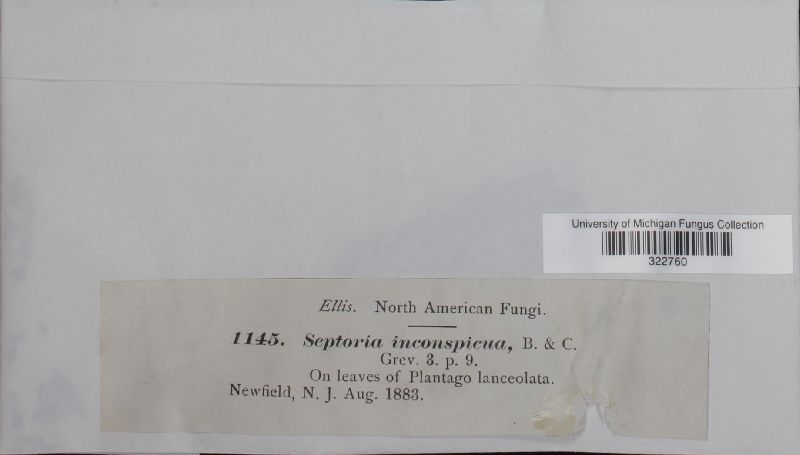 University of Michigan Fungus Collection
322760
Ellis. North American Fungi.
1145. Septoria inconspicua, B. & C.
Grev. 3. p. 9.
On leaves of Plantago lanceolata.
Newfield, N. J. Aug. 1883.